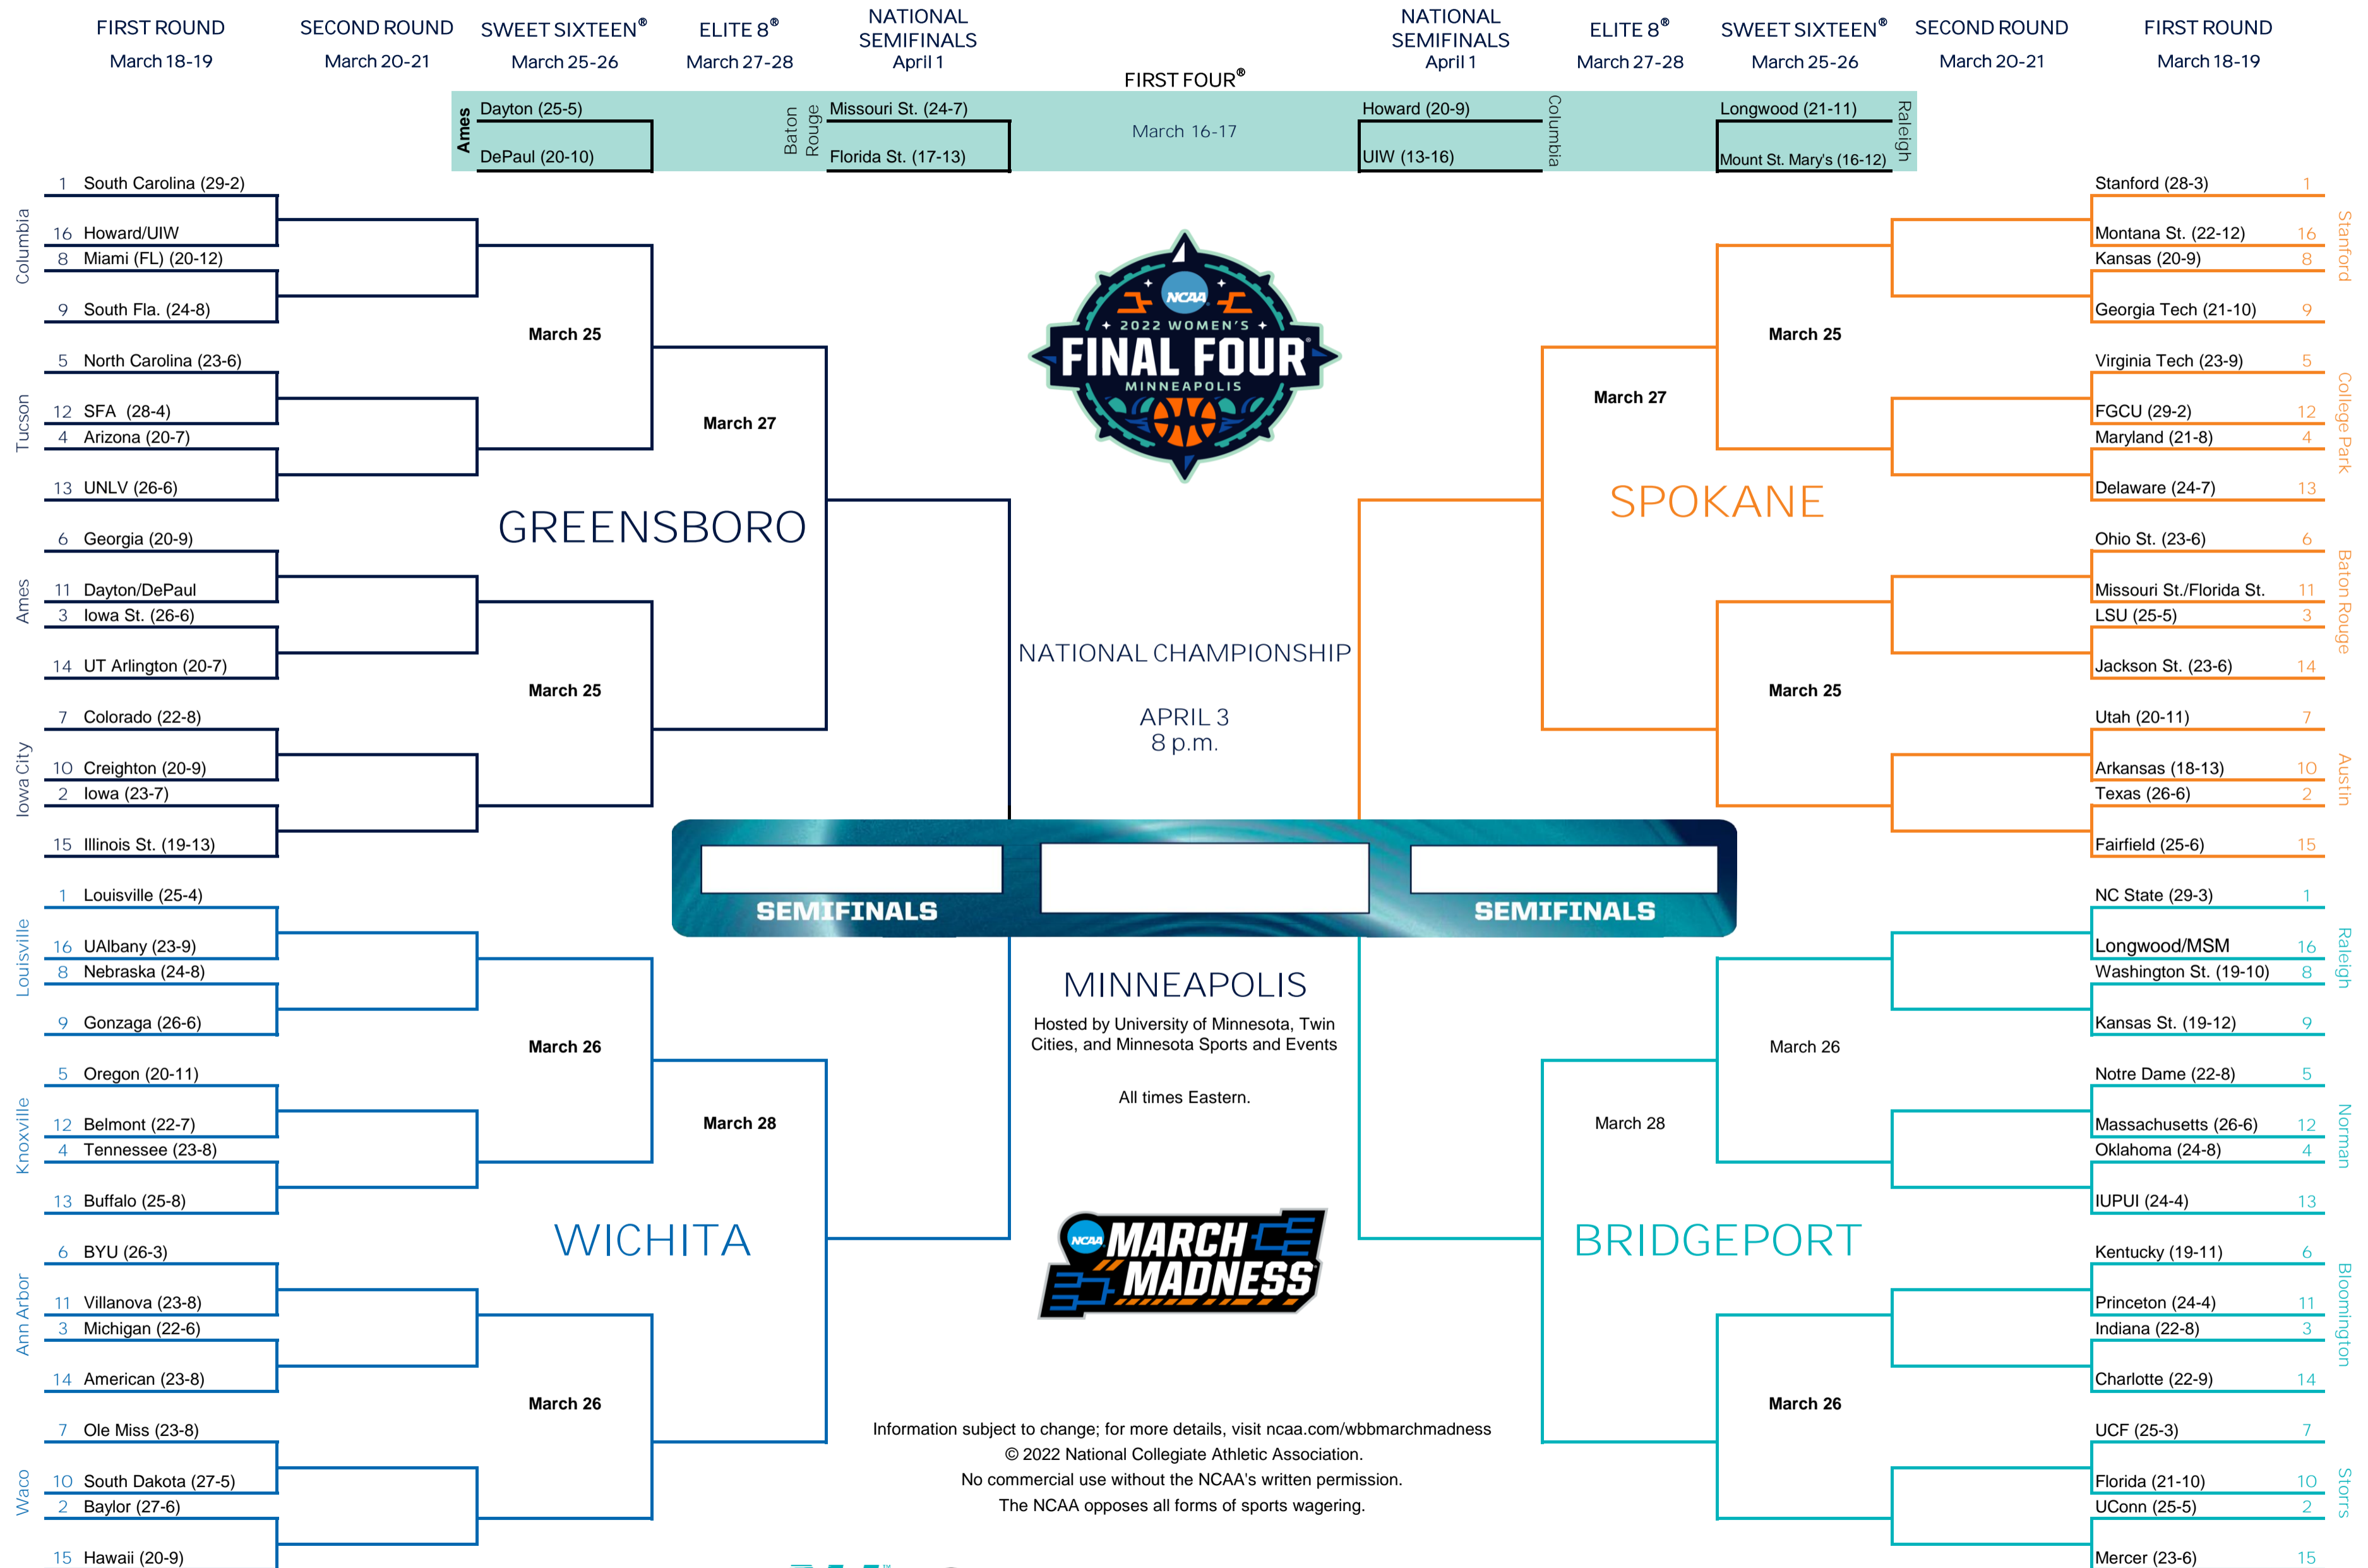 FIRST ROUND
March 18-19
SECOND ROUND
March 20-21
SWEET SIXTEEN®
March 25-26
ELITE 8®
March 27-28
NATIONAL
SEMIFINALS
April 1
FIRST FOUR®
March 16-17
NATIONAL
SEMIFINALS
April 1
ELITE 8®
March 27-28
SWEET SIXTEEN®
March 25-26
SECOND ROUND
March 20-21
FIRST ROUND
March 18-19
Ames
Dayton (25-5)
DePaul (20-10)
Baton
Rouge
Missouri St. (24-7)
Florida St. (17-13)
Howard (20-9)
UIW (13-16)
Columbia
Longwood (21-11)
Mount St. Mary's (16-12)
Raleigh
Columbia
1 South Carolina (29-2)
16 Howard/UIW
8 Miami (FL) (20-12)
9 South Fla. (24-8)
Tucson
5 North Carolina (23-6)
12 SFA (28-4)
4 Arizona (20-7)
13 UNLV (26-6)
Ames
6 Georgia (20-9)
11 Dayton/DePaul
3 Iowa St. (26-6)
14 UT Arlington (20-7)
Iowa City
7 Colorado (22-8)
10 Creighton (20-9)
2 Iowa (23-7)
15 Illinois St. (19-13)
March 25
March 27
GREENSBORO
March 25
Louisville
1 Louisville (25-4)
16 UAlbany (23-9)
8 Nebraska (24-8)
9 Gonzaga (26-6)
Knoxville
5 Oregon (20-11)
12 Belmont (22-7)
4 Tennessee (23-8)
13 Buffalo (25-8)
Ann Arbor
6 BYU (26-3)
11 Villanova (23-8)
3 Michigan (22-6)
14 American (23-8)
Waco
7 Ole Miss (23-8)
10 South Dakota (27-5)
2 Baylor (27-6)
15 Hawaii (20-9)
March 26
March 28
WICHITA
March 26
NCAA
2022 WOMEN'S
FINAL FOUR®
MINNEAPOLIS
NATIONAL CHAMPIONSHIP
APRIL 3
8 p.m.
SEMIFINALS
SEMIFINALS
MINNEAPOLIS
Hosted by University of Minnesota, Twin
Cities, and Minnesota Sports and Events
All times Eastern.
NCAA
MARCH
MADNESS
Information subject to change; for more details, visit ncaa.com/wbbmarchmadness
© 2022 National Collegiate Athletic Association.
No commercial use without the NCAA's written permission.
The NCAA opposes all forms of sports wagering.
March 25
March 27
SPOKANE
March 25
Stanford (28-3) 1
Montana St. (22-12) 16
Kansas (20-9) 8
Georgia Tech (21-10) 9
Stanford
Virginia Tech (23-9) 5
FGCU (29-2) 12
Maryland (21-8) 4
Delaware (24-7) 13
College Park
Ohio St. (23-6) 6
Missouri St./Florida St. 11
LSU (25-5) 3
Jackson St. (23-6) 14
Baton Rouge
Utah (20-11) 7
Arkansas (18-13) 10
Texas (26-6) 2
Fairfield (25-6) 15
Austin
March 26
March 28
BRIDGEPORT
March 26
NC State (29-3) 1
Longwood/MSM 16
Washington St. (19-10) 8
Kansas St. (19-12) 9
Raleigh
Notre Dame (22-8) 5
Massachusetts (26-6) 12
Oklahoma (24-8) 4
IUPUI (24-4) 13
Norman
Kentucky (19-11) 6
Princeton (24-4) 11
Indiana (22-8) 3
Charlotte (22-9) 14
Bloomington
UCF (25-3) 7
Florida (21-10) 10
UConn (25-5) 2
Mercer (23-6) 15
Storrs